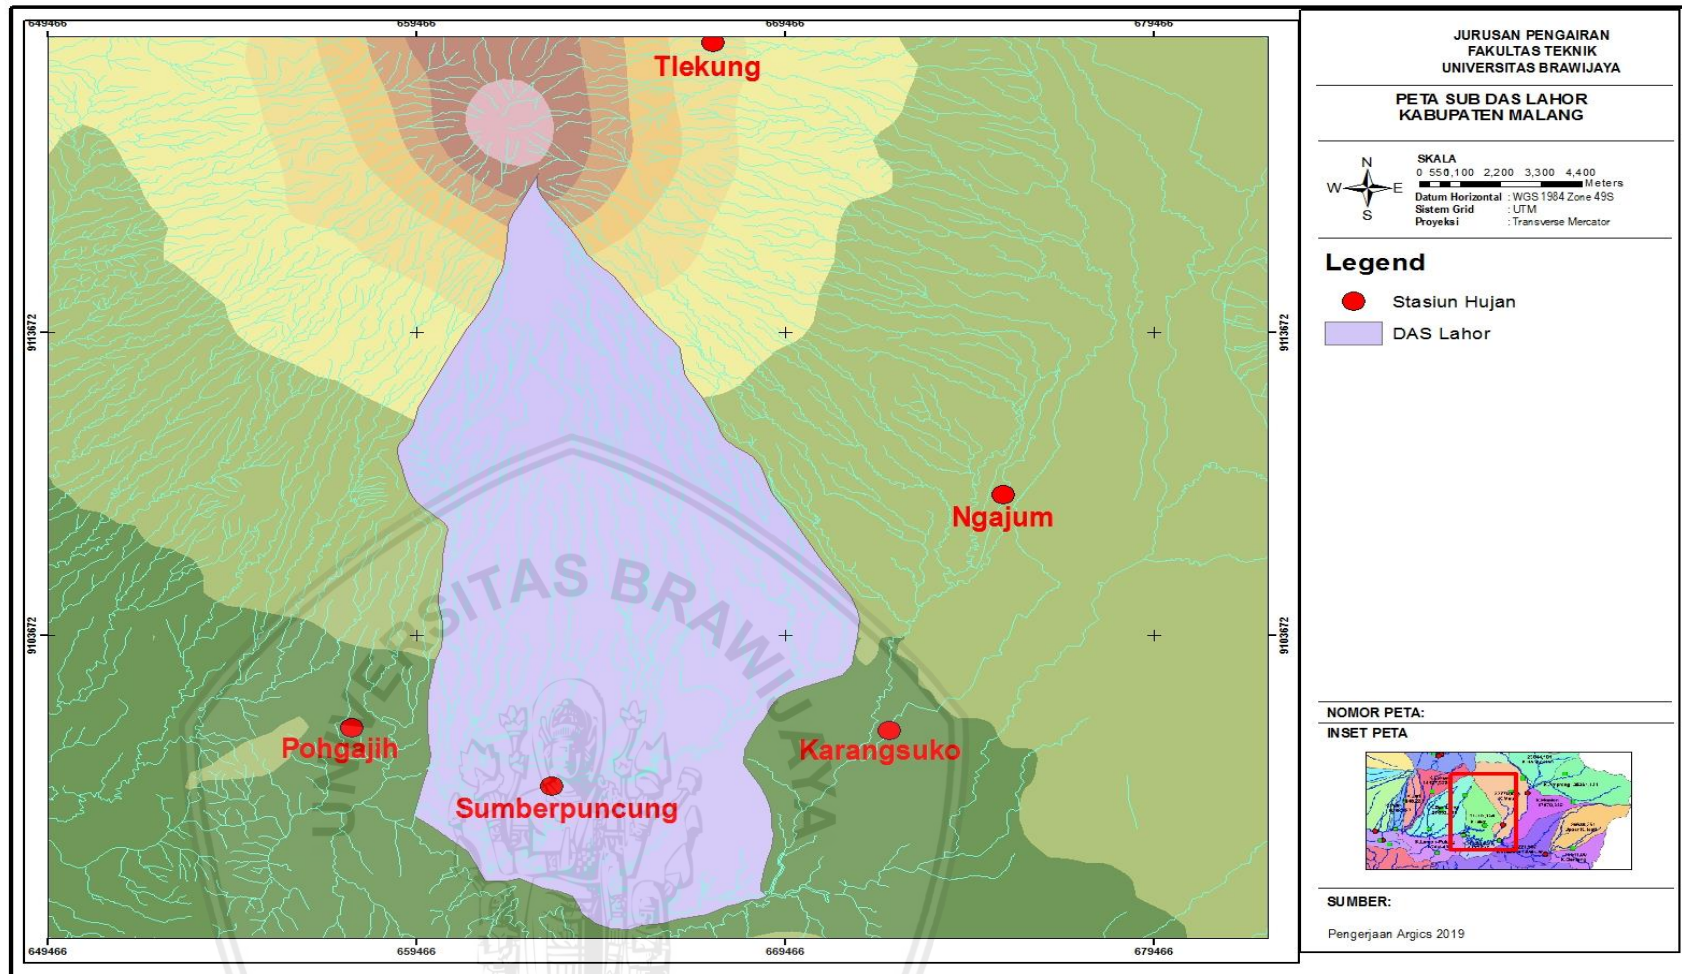 649466
659466
669466
679466
Tlekung
9113672
9113672
Ngajum
9103672
9103672
Pohgajih
Karangsuko
Sumberpuncung
UNIVERSITAS BRAWIJAYA
649466
659466
669466
679466
JURUSAN PENGAIRAN
FAKULTAS TEKNIK
UNIVERSITAS BRAWIJAYA
PETA SUB DAS LAHOR
KABUPATEN MALANG
N
W E
S
SKALA
0 550,100 2,200 3,300 4,400
Meters
Datum Horizontal : WGS 1984 Zone 49S
Sistem Grid : UTM
Proyeksi : Transverse Mercator
Legend
Stasiun Hujan
DAS Lahor
NOMOR PETA:
INSET PETA
SUMBER:
Pengerjaan Argics 2019